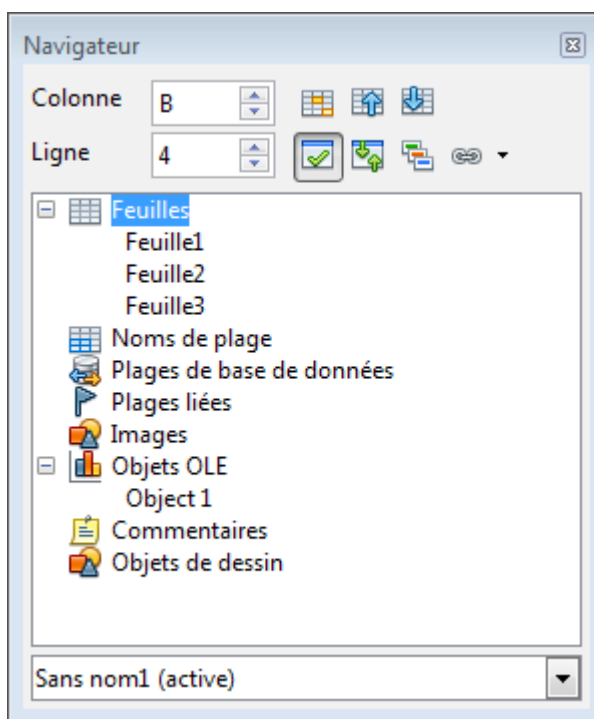 Navigateur
Colonne B
Ligne 4
Feuilles
Feuille1
Feuille2
Feuille3
Noms de plage
Plages de base de données
Plages liées
Images
Objets OLE
Object 1
Commentaires
Objets de dessin
Sans nom1 (active)